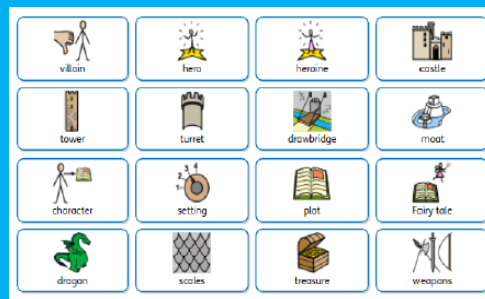 villain
hero
heroine
castle
tower
turret
drawbridge
moat
character
setting
plot
Fairy tale
dragon
scales
treasure
weapons